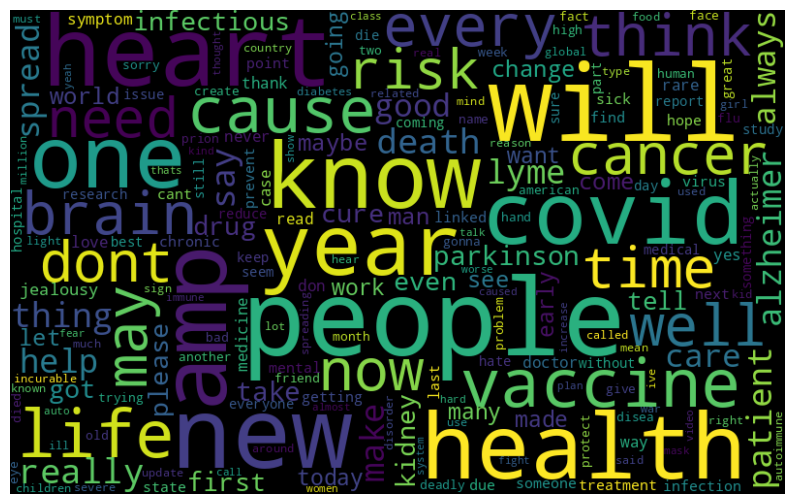 symptom
infectious
every
think
fact
food
face
class
must
heart
going
die
country
two
week
high
global
yeah
sorry
thought
real
type
human
great
spread
need
cause
risk
change
part
always
world
issue
create
point
thank
diabetes
related
good
mind
sure
sick
rare
report
girl
will
coming
name
find
hope
flu
study
one
prion
never
maybe
death
reason
want
cancer
million
kind
thats
say
prevent
case
show
know
lyme
come
day
virus
actually
hospital
brain
research
still
cant
drug
cure
man
linked
american
used
covid
alzheimer
light
love
best
chronic
reduce
read
year
gonna
hand
talk
yes
medical
something
dont
keep
seem
hear
parkinson
time
jealousy
sign
immune
amp
don
work
even
see
worse
early
tell
next
kid
thing
may
bad
medicine
spreading
lot
people
caused
increase
well
let
fear
much
please
another
month
problem
called
mean
mask
video
help
incurable
mental
friend
now
last
hate
doctor
without
ive
care
patient
known
got
trying
take
getting
vaccine
plan
give
died
auto
everyone
almost
hard
war
autoimmune
life
new
disorder
make
kidney
many
made
disea
protect
right
eye
ill
old
around
system
use
fight
said
way
really
update
call
first
today
health
children
severe
state
women
deadly
due
someone
treatment
infection